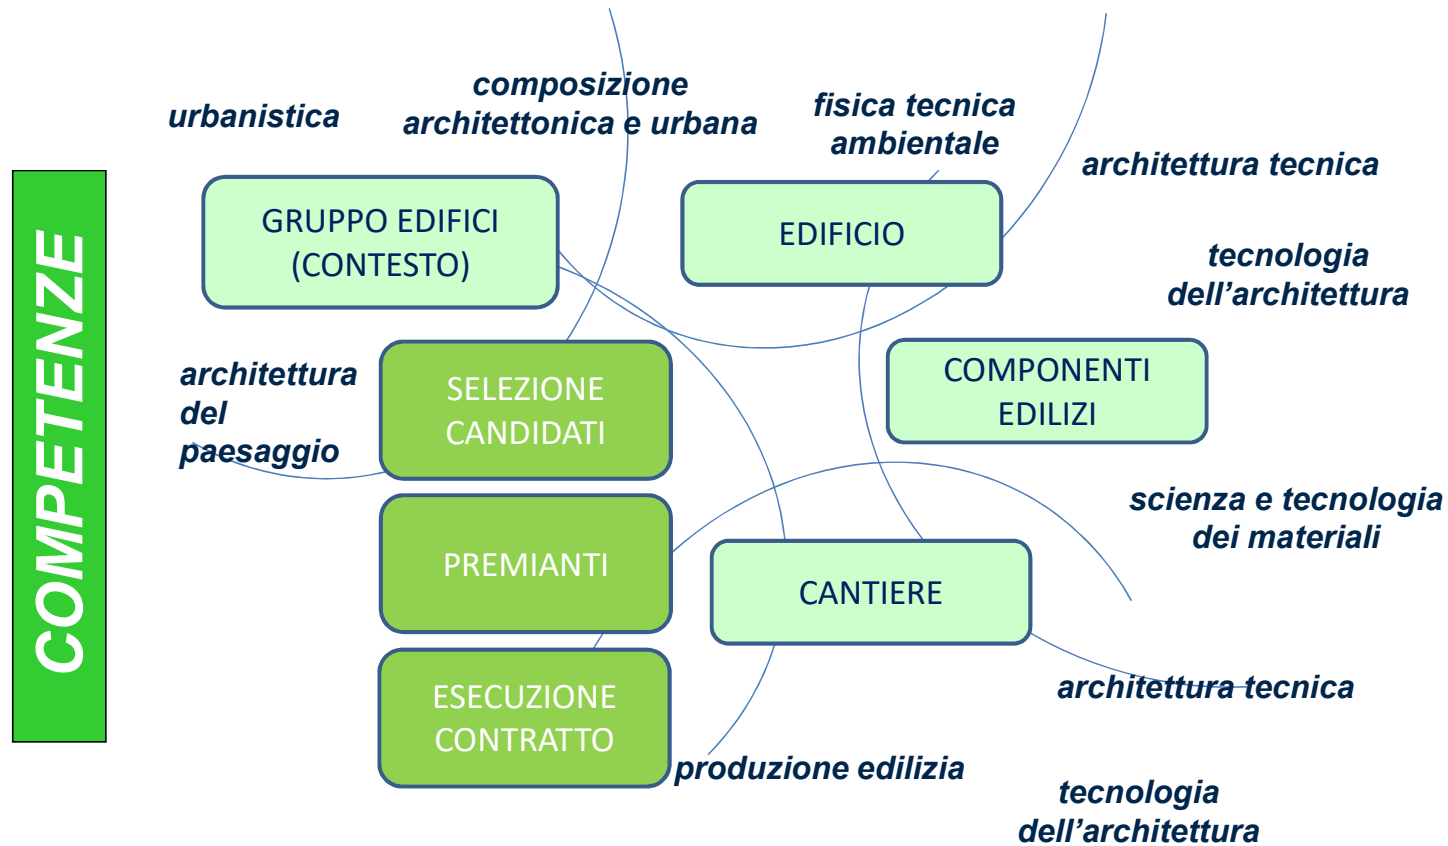 COMPETENZE
urbanistica
composizione
architettonica e urbana
fisica tecnica
ambientale
architettura tecnica
GRUPPO EDIFICI
(CONTESTO)
EDIFICIO
tecnologia
dell’architettura
architettura
del
paesaggio
SELEZIONE
CANDIDATI
COMPONENTI
EDILIZI
PREMIANTI
scienza e tecnologia
dei materiali
CANTIERE
ESECUZIONE
CONTRATTO
architettura tecnica
produzione edilizia
tecnologia
dell’architettura